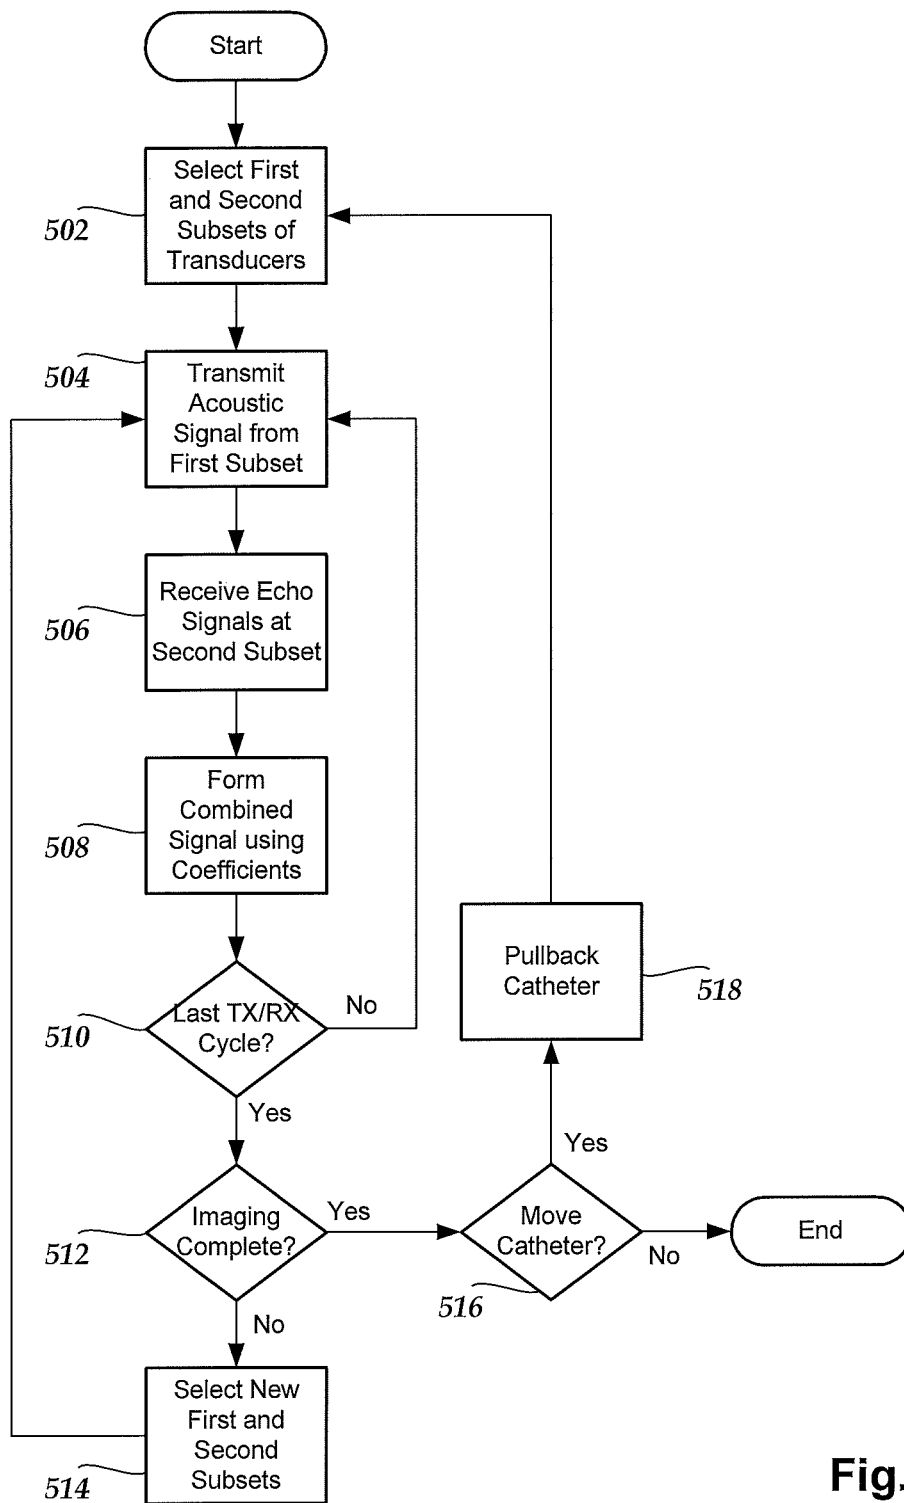 Start
Select First
and Second
Subsets of
Transducers
502
Transmit
Acoustic
Signal from
First Subset
504
Receive Echo
Signals at
Second Subset
506
Form
Combined
Signal using
Coefficients
508
Last TX/RX
Cycle?
510
No
Yes
Imaging
Complete?
512
Yes
No
Select New
First and
Second
Subsets
514
Move
Catheter?
516
Yes
No
Pullback
Catheter
518
End
Fig.